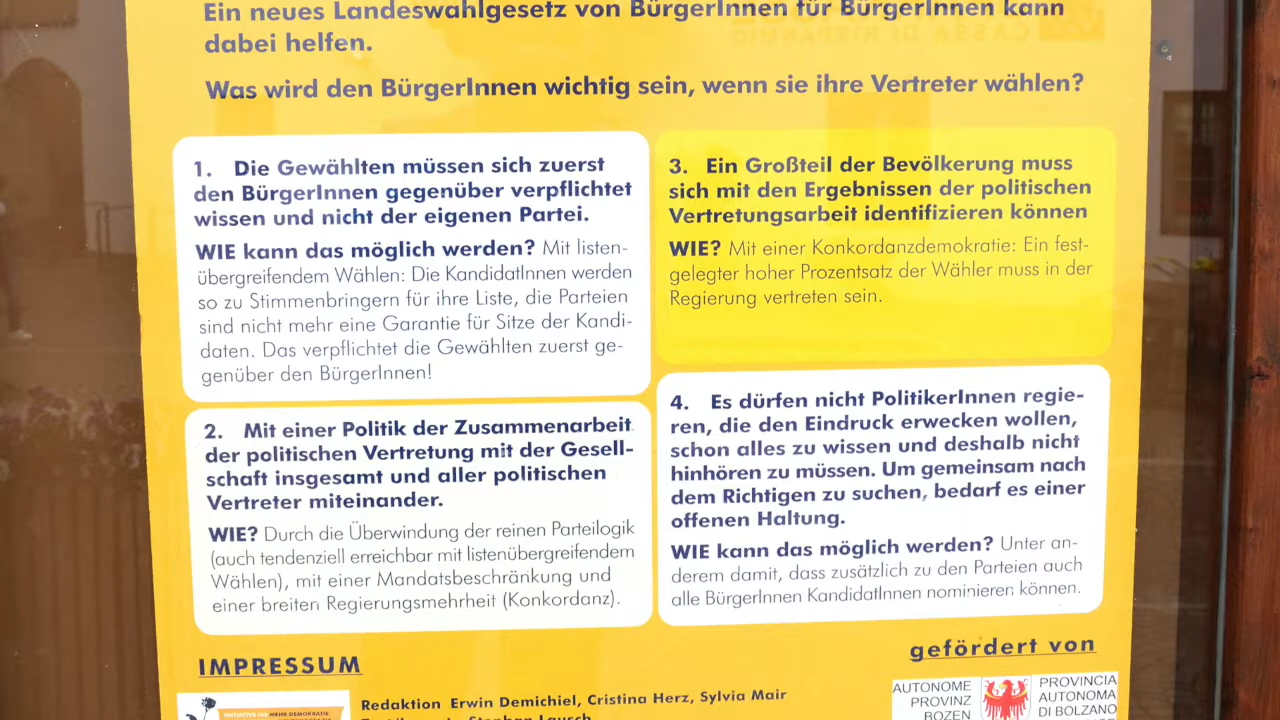 Ein neues Landeswahlgesetz von BürgerInnen für BürgerInnen kann
dabei helfen.
Was wird den BürgerInnen wichtig sein, wenn sie ihre Vertreter wählen?
1. Die Gewählten müssen sich zuerst
den BürgerInnen gegenüber verpflichtet
wissen und nicht der eigenen Partei.
WIE kann das möglich werden? Mit listen-
übergreifendem Wählen: Die KandidatInnen werden
so zu Stimmenbringern für ihre Liste, die Parteien
sind nicht mehr eine Garantie für Sitze der Kandi-
daten. Das verpflichtet die Gewählten zuerst ge-
genüber den BürgerInnen!
2. Mit einer Politik der Zusammenarbeit
der politischen Vertretung mit der Gesell-
schaft insgesamt und aller politischen
Vertreter miteinander.
WIE? Durch die Überwindung der reinen Parteilogik
(auch tendenziell erreichbar mit listenübergreifendem
Wählen), mit einer Mandatsbeschränkung und
einer breiten Regierungsmehrheit (Konkordanz).
3. Ein Großteil der Bevölkerung muss
sich mit den Ergebnissen der politischen
Vertretungsarbeit identifizieren können
WIE? Mit einer Konkordanzdemokratie: Ein fest-
gelegter hoher Prozentsatz der Wähler muss in der
Regierung vertreten sein.
4. Es dürfen nicht PolitikerInnen regie-
ren, die den Eindruck erwecken wollen,
schon alles zu wissen und deshalb nicht
hinhören zu müssen. Um gemeinsam nach
dem Richtigen zu suchen, bedarf es einer
offenen Haltung.
WIE kann das möglich werden? Unter an-
derem damit, dass zusätzlich zu den Parteien auch
alle BürgerInnen KandidatInnen nominieren können.
IMPRESSUM
Redaktion Erwin Demichiel, Cristina Herz, Sylvia Mair
Stephan Lausch
INITIATIVE FÜR MEHR DEMOKRATIE
gefördert von
AUTONOME
PROVINZ
BOZEN
PROVINCIA
AUTONOMA
DI BOLZANO